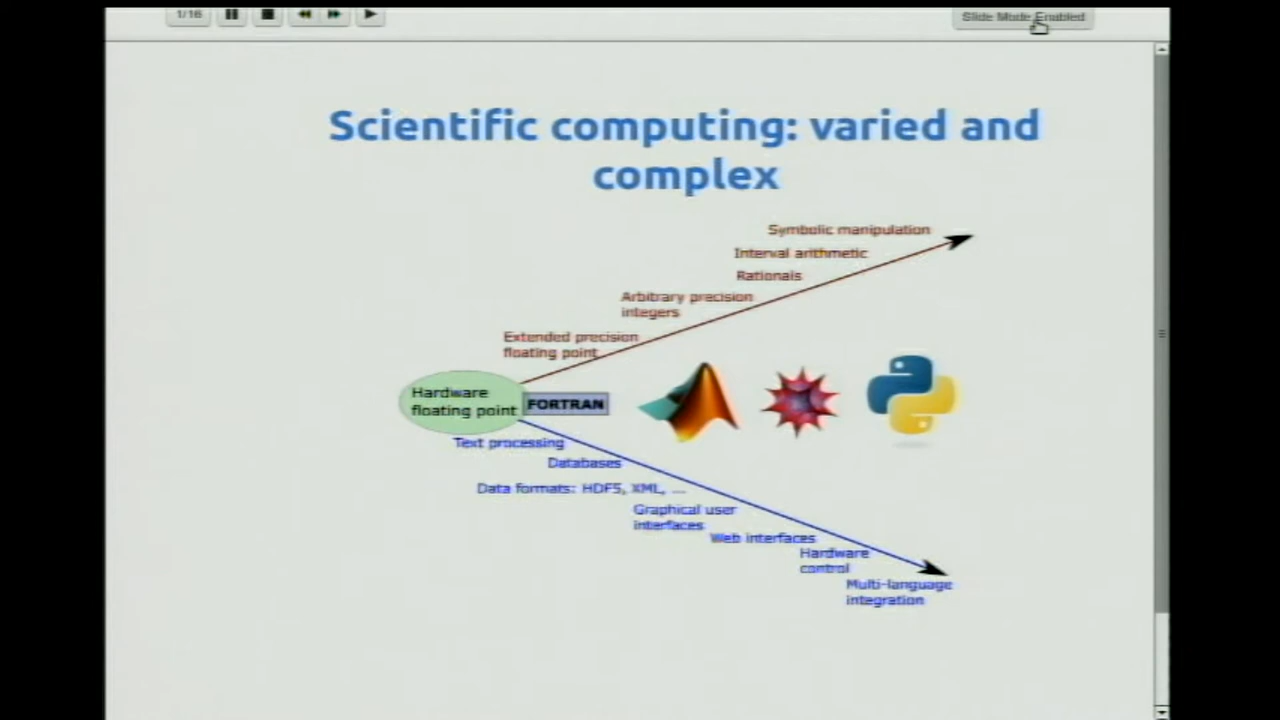 1/16
Slide Mode Enabled
Scientific computing: varied and
complex
Symbolic manipulation
Interval arithmetic
Rationals
Arbitrary precision
integers
Extended precision
floating point
Hardware
floating point
FORTRAN
Text processing
Databases
Data formats: HDF5, XML, ...
Graphical user
interfaces
Web interfaces
Hardware
control
Multi-language
integration